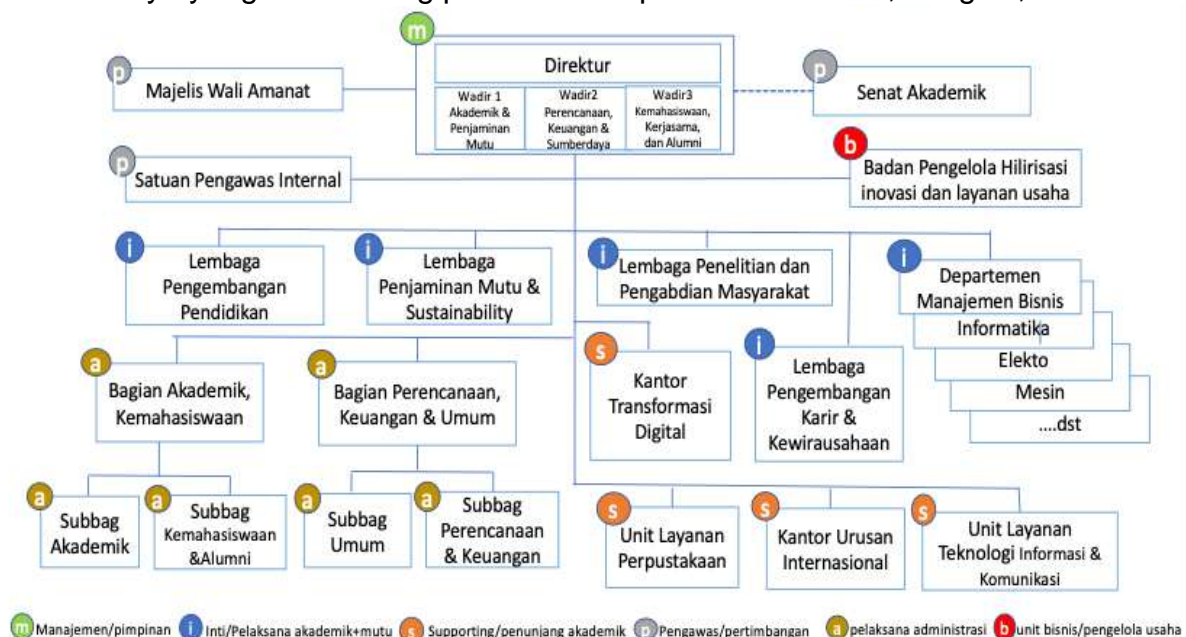 m
Direktur
Wadir 1
Akademik &
Penjaminan
Mutu
Wadir2
Perencanaan,
Keuangan &
Sumberdaya
Wadir3
Kemahasiswaan,
Kerjasama,
dan Alumni
p
Majelis Wali Amanat
p
Senat Akademik
p
Satuan Pengawas Internal
b
Badan Pengelola Hilirisasi
inovasi dan layanan usaha
i
Lembaga
Pengembangan
Pendidikan
i
Lembaga
Penjaminan Mutu &
Sustainability
i
Lembaga Penelitian dan
Pengabdian Masyarakat
i
Departemen
Manajemen Bisnis
Informatika
Elekto
Mesin
....dst
a
Bagian Akademik,
Kemahasiswaan
a
Bagian Perencanaan,
Keuangan & Umum
s
Kantor
Transformasi
Digital
i
Lembaga
Pengembangan
Karir &
Kewirausahaan
a
Subbag
Akademik
a
Subbag
Kemahasiswaan
&Alumni
a
Subbag
Umum
a
Subbag
Perencanaan
& Keuangan
s
Unit Layanan
Perpustakaan
s
Kantor Urusan
Internasional
s
Unit Layanan
Teknologi Informasi &
Komunikasi
m Manajemen/pimpinan i Inti/Pelaksana akademik+mutu s Supporting/penunjang akademik p Pengawas/pertimbangan a pelaksana administrasi b unit bisnis/pengelola usaha